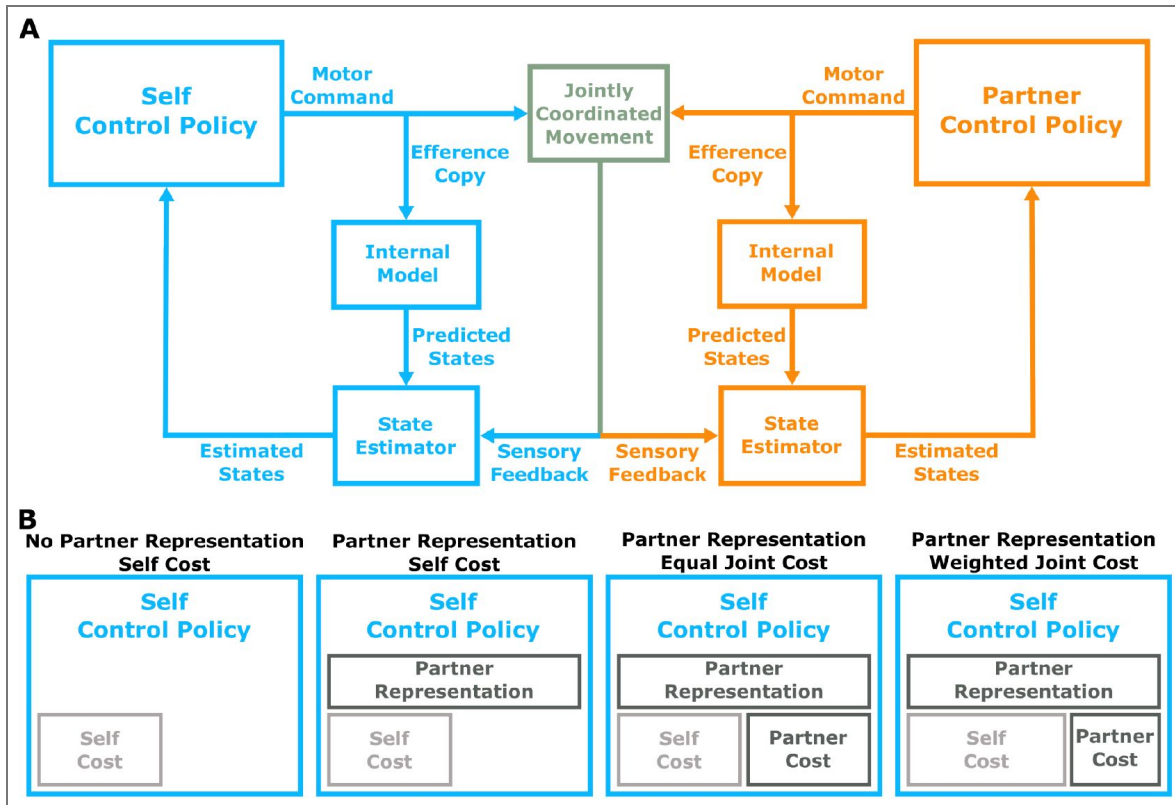 A
Self
Control Policy
Motor
Command
Jointly
Coordinated
Movement
Motor
Command
Partner
Control Policy
Efference
Copy
Efference
Copy
Internal
Model
Internal
Model
Predicted
States
Predicted
States
State
Estimator
State
Estimator
Estimated
States
Sensory
Feedback
Sensory
Feedback
Estimated
States
B
No Partner Representation
Self Cost
Self
Control Policy
Self
Cost
Partner Representation
Self Cost
Self
Control Policy
Partner
Representation
Self
Cost
Partner Representation
Equal Joint Cost
Self
Control Policy
Partner
Representation
Self
Cost
Partner
Cost
Partner Representation
Weighted Joint Cost
Self
Control Policy
Partner
Representation
Self
Cost
Partner
Cost